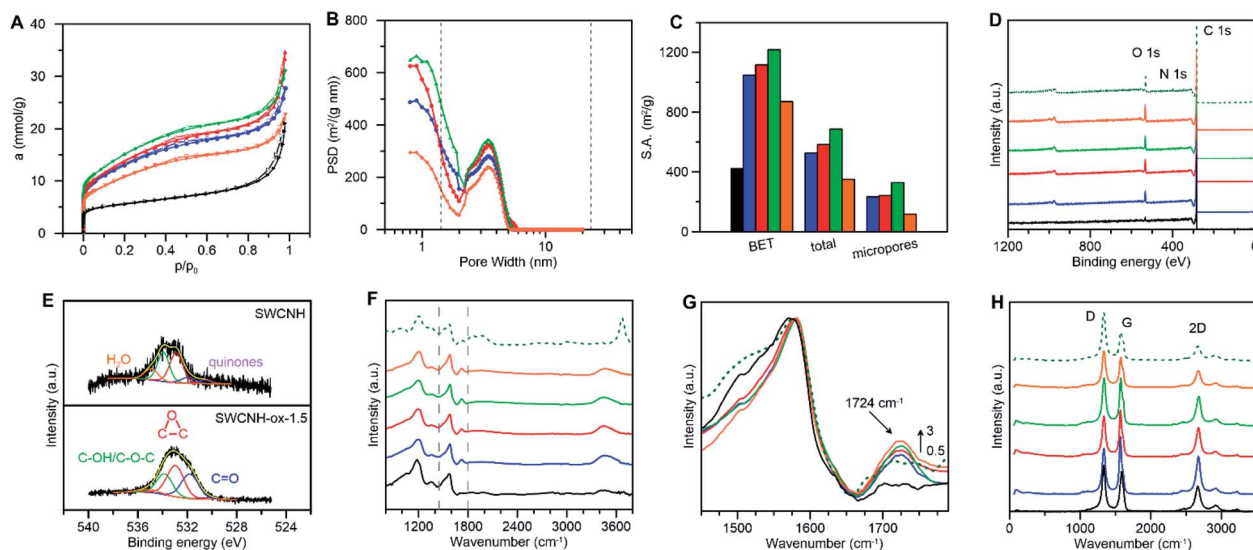 A
a (mmol/g)
40
30
20
10
0
0
0.2
0.4
0.6
0.8
1
p/p0
B
PSD (m²/(g nm))
800
600
400
200
0
1
10
Pore Width (nm)
C
S.A. (m²/g)
1200
800
400
0
BET
total
micropores
D
Intensity (a.u.)
C 1s
O 1s
N 1s
1200
800
400
0
Binding energy (eV)
E
Intensity (a.u.)
SWCNH
H2O
quinones
SWCNH-ox-1.5
O
C – C
C-OH/C-O-C
C=O
540
536
532
528
524
Binding energy (eV)
F
Intensity (a.u.)
1200
1800
2400
3000
3600
Wavenumber (cm⁻¹)
G
Intensity (a.u.)
1724 cm⁻¹
3
0.5
1500
1600
1700
Wavenumber (cm⁻¹)
H
Intensity (a.u.)
D
G
2D
0
1000
2000
3000
Wavenumber (cm⁻¹)